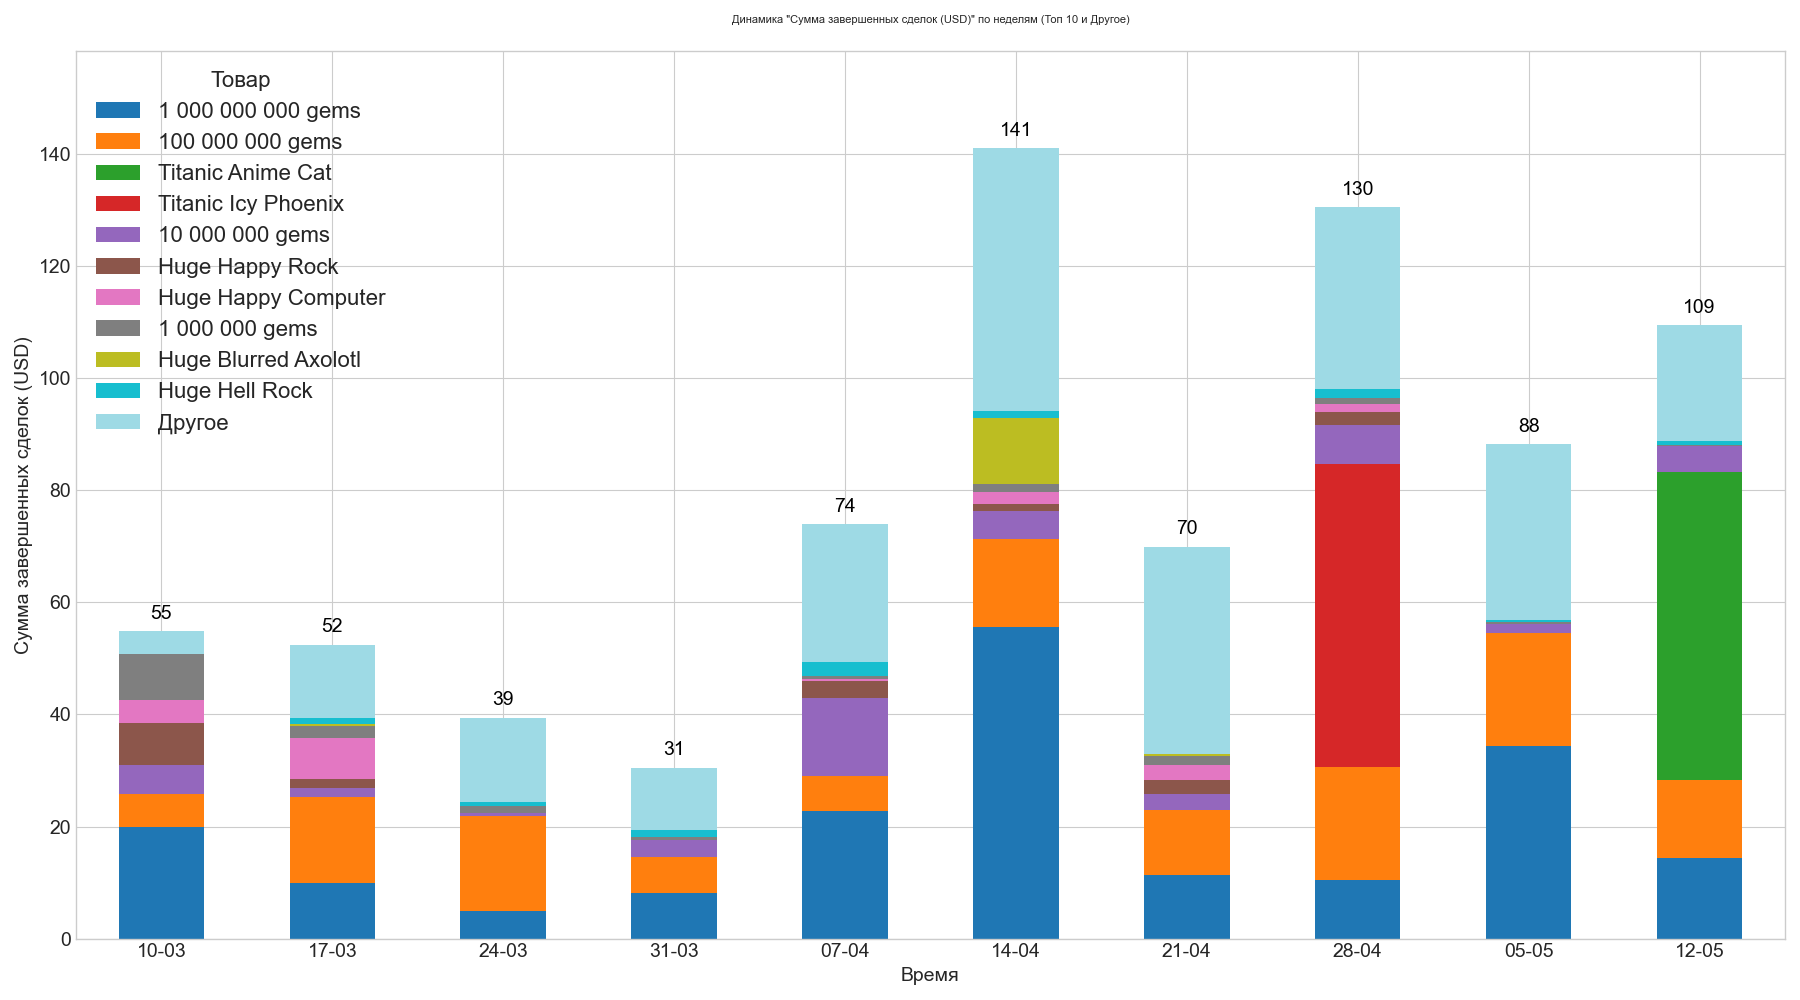 Динамика "Сумма завершенных сделок (USD)" по неделям (Топ 10 и Другое)
Товар
1 000 000 000 gems
100 000 000 gems
Titanic Anime Cat
Titanic Icy Phoenix
10 000 000 gems
Huge Happy Rock
Huge Happy Computer
1 000 000 gems
Huge Blurred Axolotl
Huge Hell Rock
Другое
Сумма завершенных сделок (USD)
140
120
100
80
60
40
20
0
55
52
39
31
74
141
70
130
88
109
10-03
17-03
24-03
31-03
07-04
14-04
21-04
28-04
05-05
12-05
Время